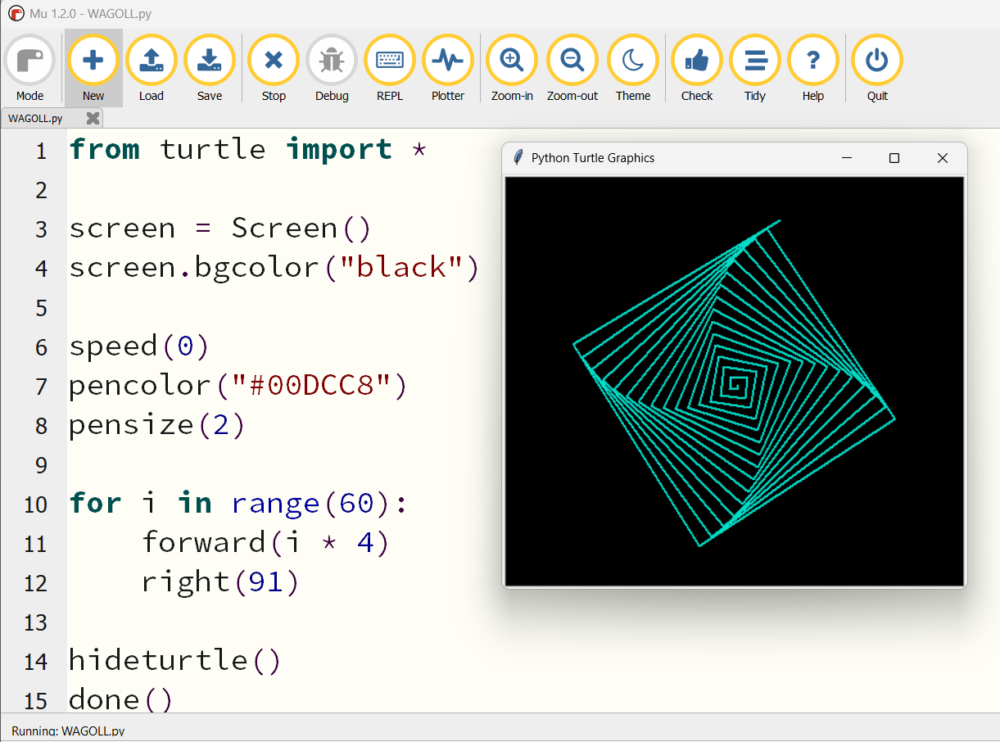 Mu 1.2.0 - WAGOLL.py
Mode New Load Save Stop Debug REPL Plotter Zoom-in Zoom-out Theme Check Tidy Help Quit
WAGOLL.py
1 from turtle import *
2
3 screen = Screen()
4 screen.bgcolor("black")
5
6 speed(0)
7 pencolor("#00DCC8")
8 pensize(2)
9
10 for i in range(60):
11     forward(i * 4)
12     right(91)
13
14 hideturtle()
15 done()
Python Turtle Graphics
Running: WAGOLL.py